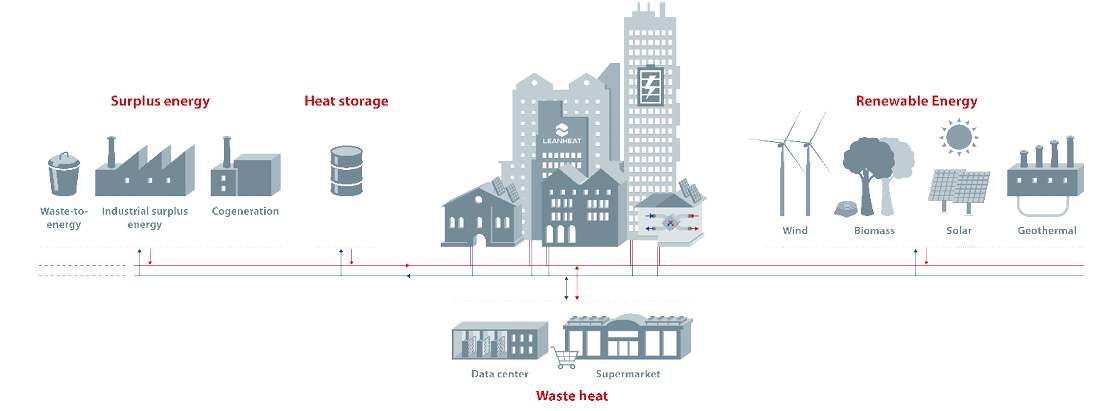 Surplus energy
Heat storage
Renewable Energy
LEANHEAT
Waste-to-
energy
Industrial surplus
energy
Cogeneration
Wind
Biomass
Solar
Geothermal
Data center
Supermarket
Waste heat